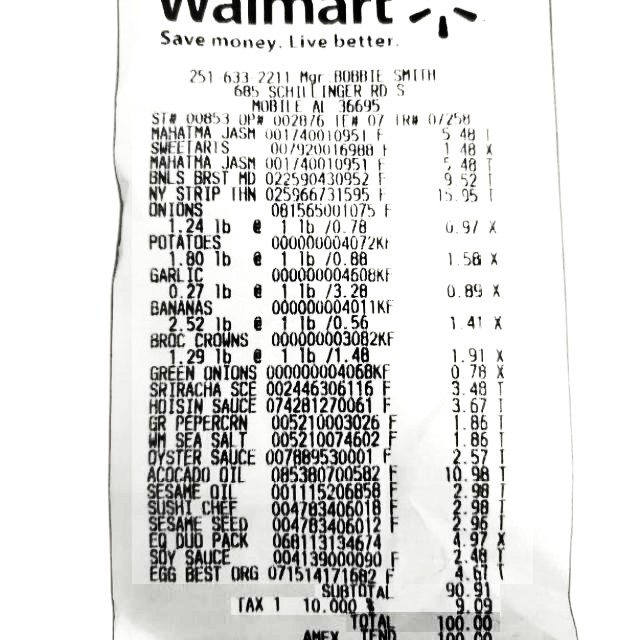 Walmart
Save money. Live better.
251 633 2211 Mgr. BOBBIE SMITH
685 SCHILLINGER RD S
MOBILE AL 36695
ST# 00853 OP# 002876 TE# 07 TR# 07258
MAHATMA JASM 001740010951 F 5.48 T
SWEETARTS 007920016988 F 1.48 X
MAHATMA JASM 001740010951 F 5.48 T
BNLS BRST MD 022590430952 F 9.52 T
NY STRIP THN 025966731595 F 15.95 T
ONIONS 081565001075 F
1.24 lb @ 1 lb /0.78 0.97 X
POTATOES 000000004072KF
1.80 lb @ 1 lb /0.88 1.58 X
GARLIC 000000004608KF
0.27 lb @ 1 lb /3.28 0.89 X
BANANAS 000000004011KF
2.52 lb @ 1 lb /0.56 1.41 X
BROC CROWNS 000000003082KF
1.29 lb @ 1 lb /1.48 1.91 X
GREEN ONIONS 000000004068KF 0.78 X
SRIRACHA SCE 002446306116 F 3.48 T
HOISIN SAUCE 074281270061 F 3.67 T
GR PEPERCRN 005210003026 F 1.86 T
WM SEA SALT 005210074602 F 1.86 T
OYSTER SAUCE 007889530001 F 2.57 T
ACOCADO OIL 085380700582 F 10.98 T
SESAME OIL 001115206858 F 2.98 T
SUSHI CHEF 004783406018 F 2.98 T
SESAME SEED 004783406012 F 2.96 T
EQ DUO PACK 068113134674 4.97 X
SOY SAUCE 004139000090 F 2.48 T
EGG BEST ORG 071514171682 F 4.67 T
SUBTOTAL 90.91
TAX 1 10.000 % 9.09
TOTAL 100.00
AMEX TEND 100.00